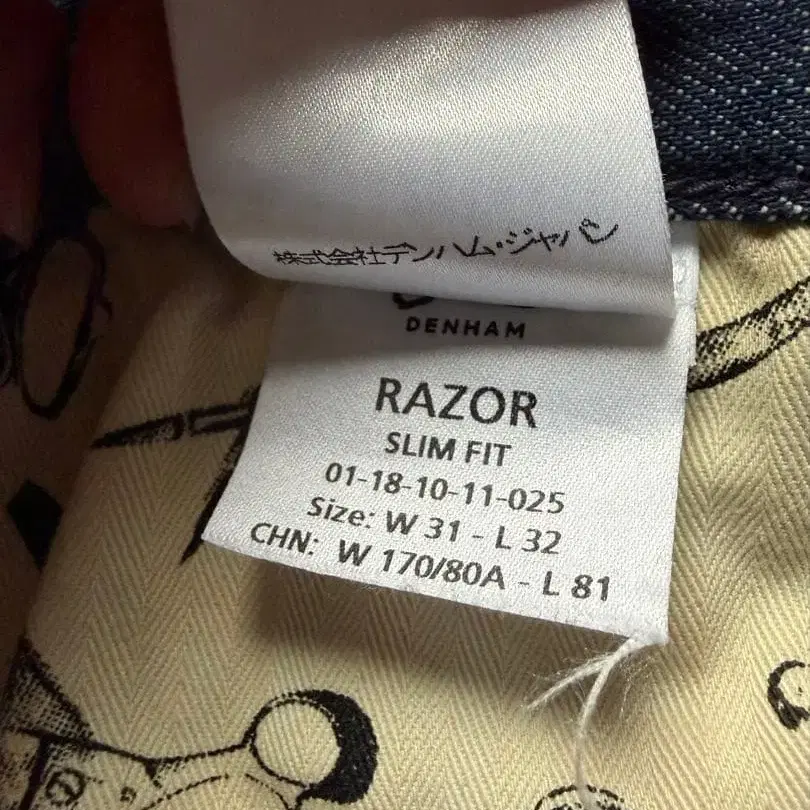 株式会社デンハム・ジャパン
DENHAM
RAZOR
SLIM FIT
01-18-10-11-025
Size: W 31 - L 32
CHN: W 170/80A - L 81